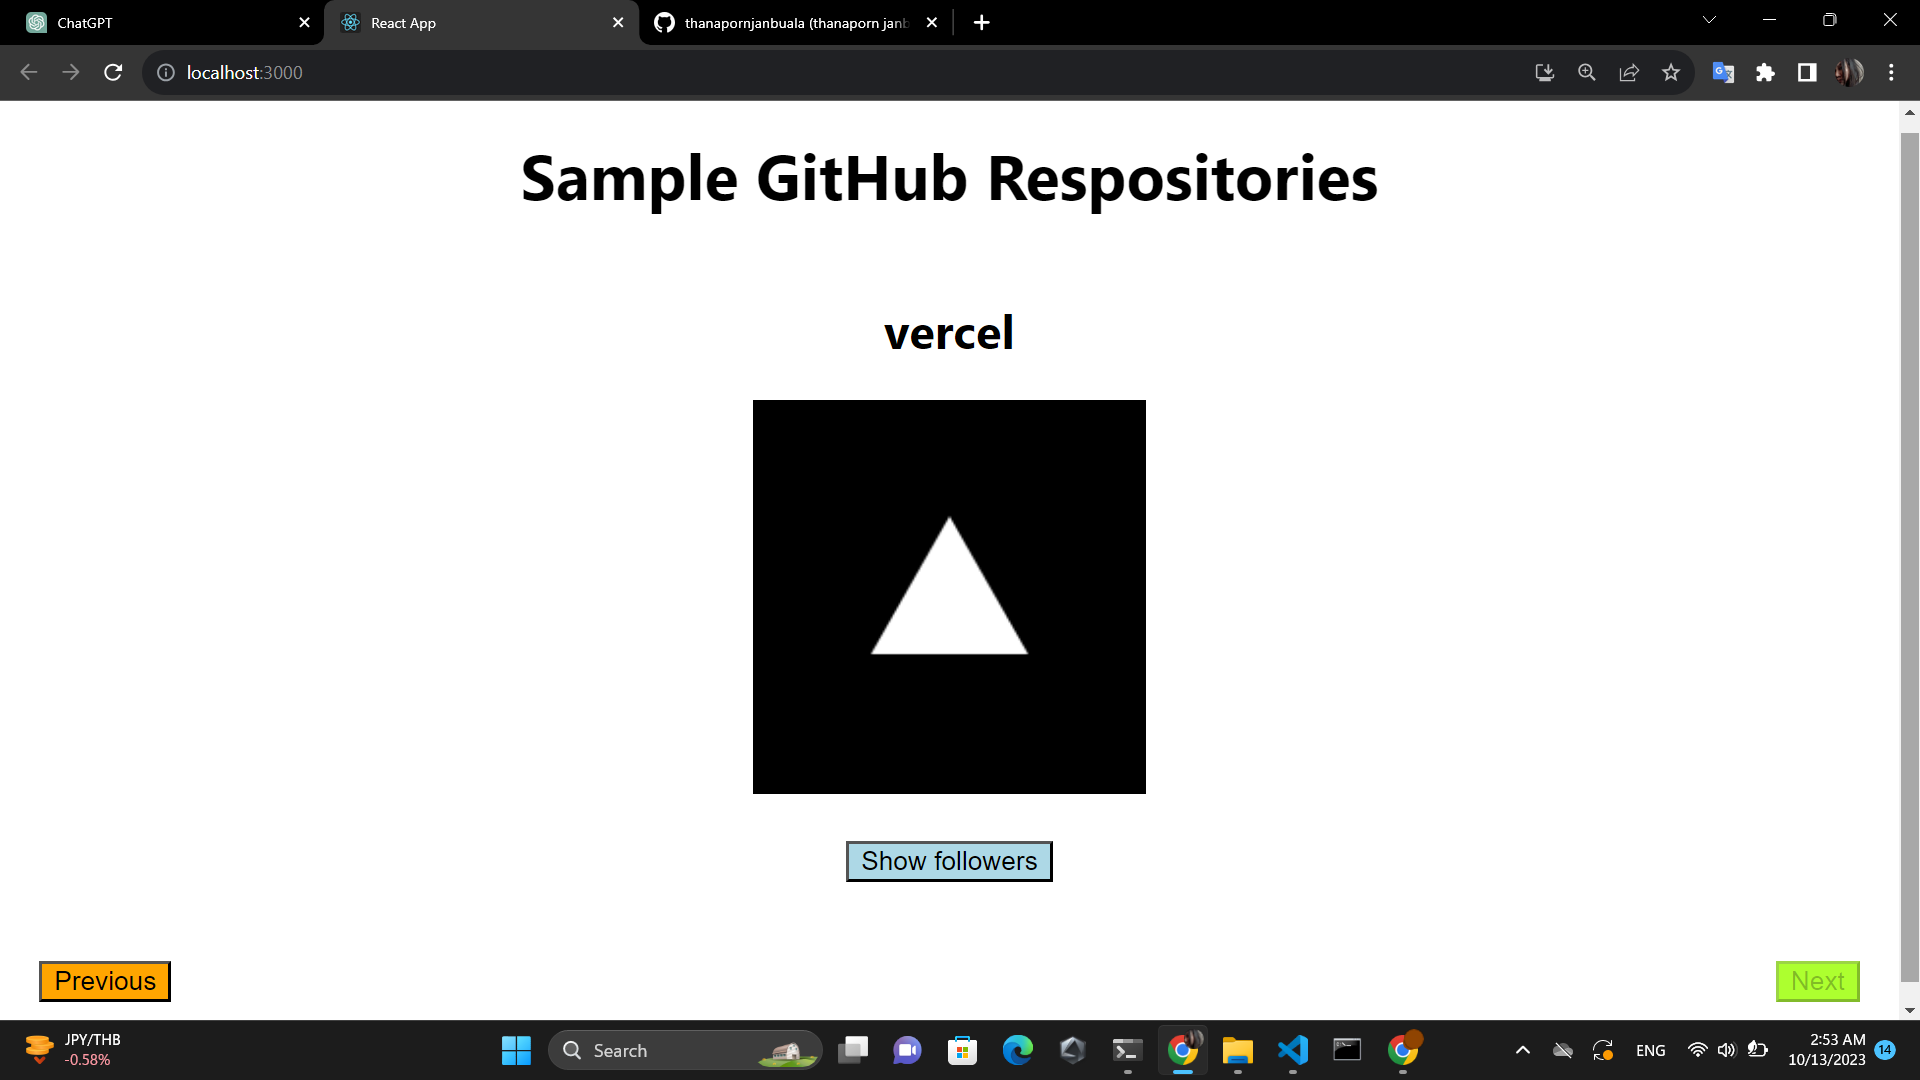 ChatGPT
React App
thanapornjanbuala (thanaporn janb
localhost:3000
Sample GitHub Respositories
vercel
Show followers
Previous
Next
JPY/THB
-0.58%
Search
ENG
2:53 AM
10/13/2023
14